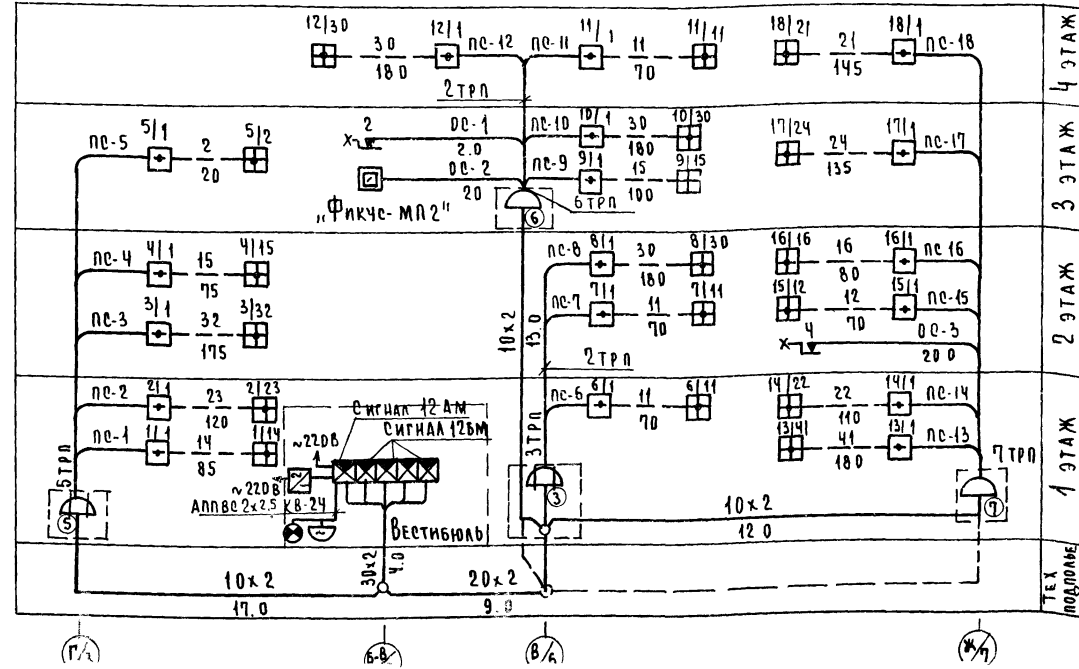 12/30 30 180 12/1 ПС-12 ПС-11 11/1 11 70 11/11 18/21 21 145 18/1 ПС-18
4 ЭТАЖ
2ТРП
ПС-5 5/1 2 20 5/2
2 ОС-1 2.0 ПС-10 10/1 30 180 10/30
17/24 24 135 17/1 ПС-17
ОС-2 20 ПС-9 9/1 15 100 9/15
3 ЭТАЖ
„Фикус-МП2"
6ТРП
6
ПС-4 4/1 15 75 4/15
ПС-8 8/1 30 180 8/30
16/16 16 80 16/1 ПС 16
ПС-3 3/1 32 175 3/32
10х2 13.0
ПС-7 7/1 11 70 7/11
15/12 12 70 15/1 ПС-15
4 ОС-3 20 0
2 ЭТАЖ
2ТРП
ПС-2 2/1 23 120 2/23
ПС-6 6/1 11 70 6/11
14/22 22 110 14/1 ПС-14
ПС-1 1/1 14 85 1/14
13/41 41 180 13/1 ПС-13
СИГНАЛ 12АМ
СИГНАЛ 12БМ
~220В
~220В
АППВС 2х2.5 КВ-24
ВЕСТИБЮЛЬ
5ТРП
5
3ТРП
3
7ТРП
7
1 ЭТАЖ
10х2
12 0
30х2 4.0
10х2
17.0
20х2
9.0
ТЕХ
ПОДПОЛЬЕ
Б-В/
В/6
Ж/7